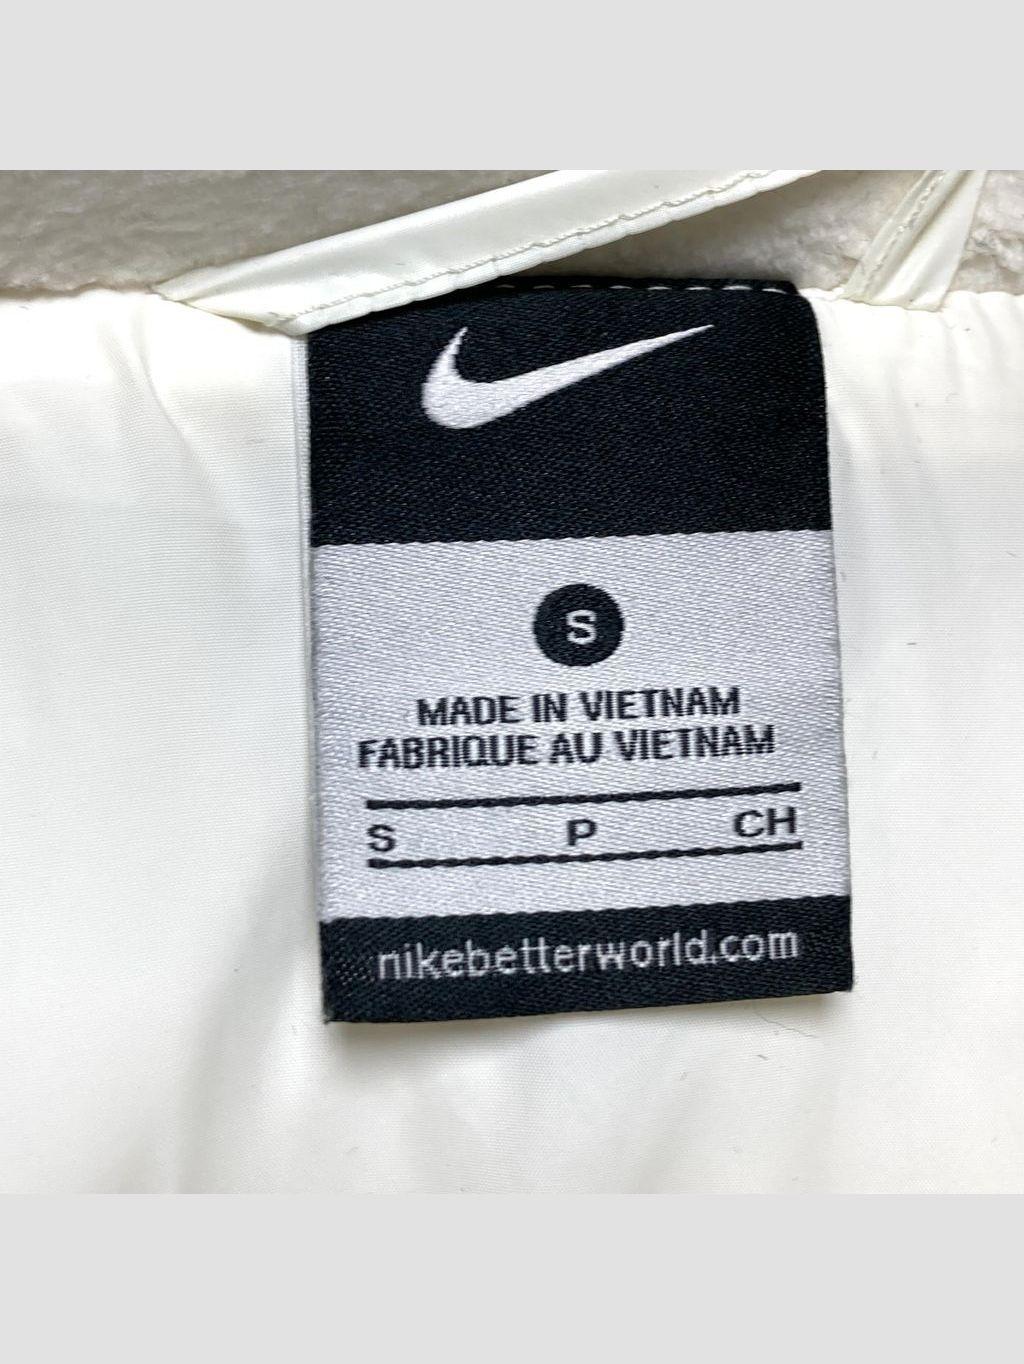 S
MADE IN VIETNAM
FABRIQUE AU VIETNAM
S P CH
nikebetterworld.com